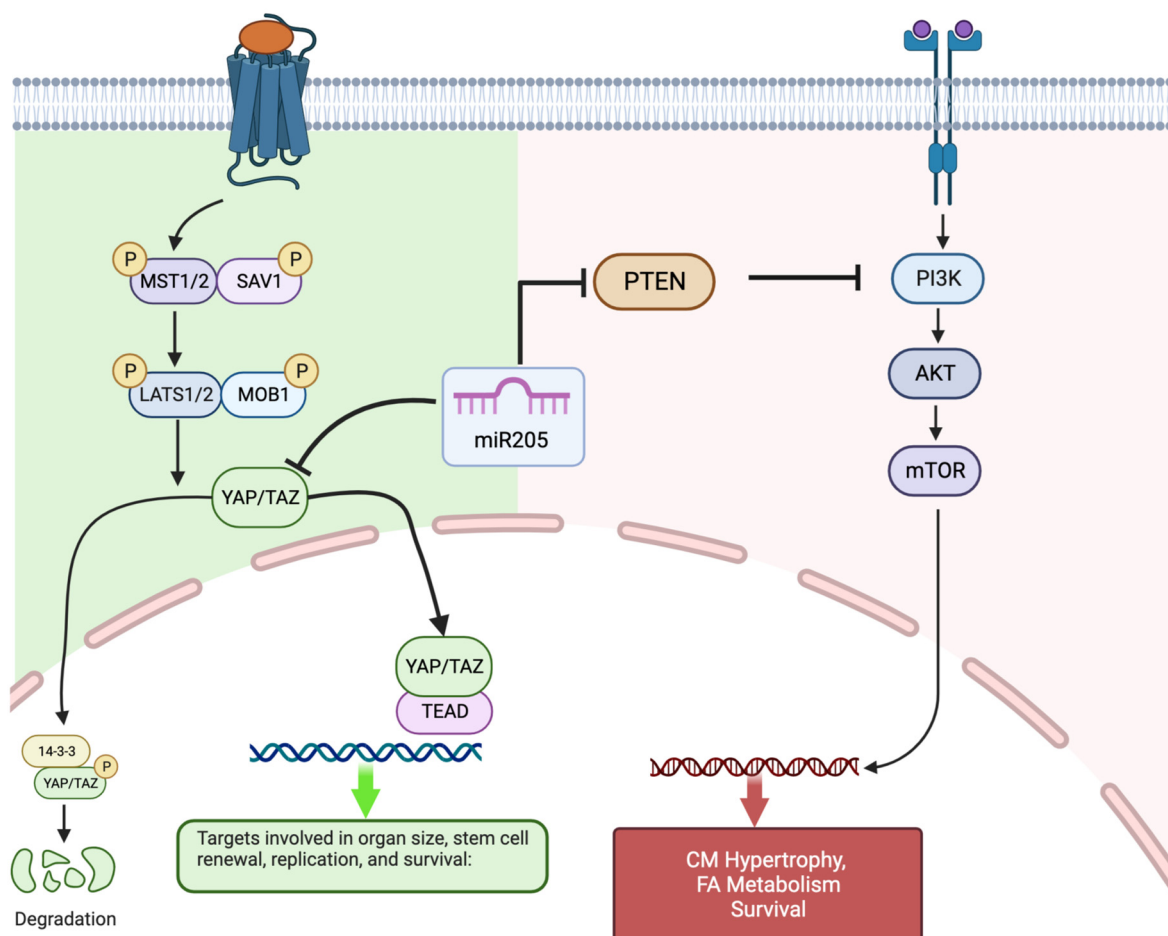 P
P
MST1/2
SAV1
PTEN
PI3K
P
P
LATS1/2
MOB1
AKT
miR205
mTOR
YAP/TAZ
YAP/TAZ
TEAD
14-3-3
P
YAP/TAZ
Degradation
Targets involved in organ size, stem cell
renewal, replication, and survival:
CM Hypertrophy,
FA Metabolism
Survival